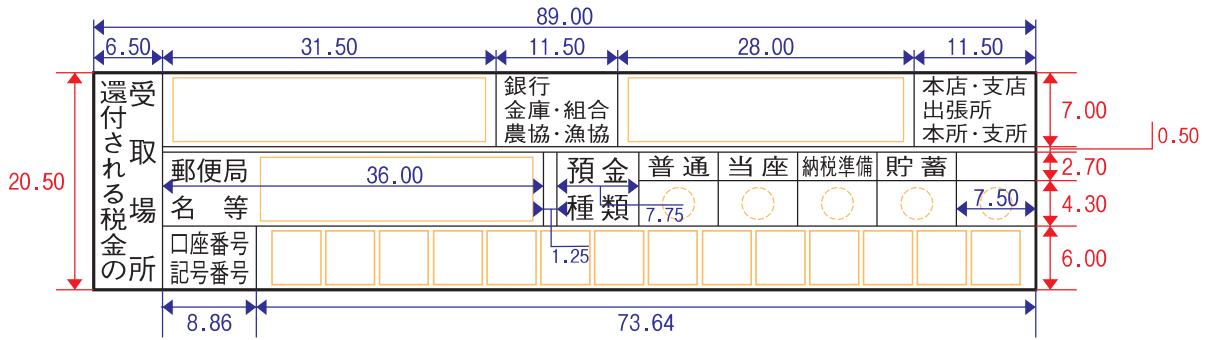 89.00
6.50 31.50 11.50 28.00 11.50
還付される税金の
受取場所
銀行
金庫・組合
農協・漁協
本店・支店
出張所
本所・支所
20.50
7.00
0.50
2.70
4.30
6.00
郵便局
名 等
36.00
1.25
預金
種類
7.75
普通 当座 納税準備 貯蓄
7.50
口座番号
記号番号
8.86 73.64